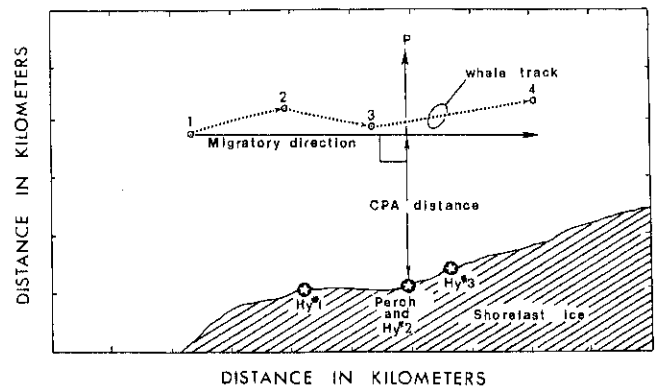 P
whale track
4
2
1
3
Migratory direction
CPA distance
Hy#1
Perch
and
Hy#2
Hy#3
Shorefast ice
DISTANCE IN KILOMETERS
DISTANCE IN KILOMETERS